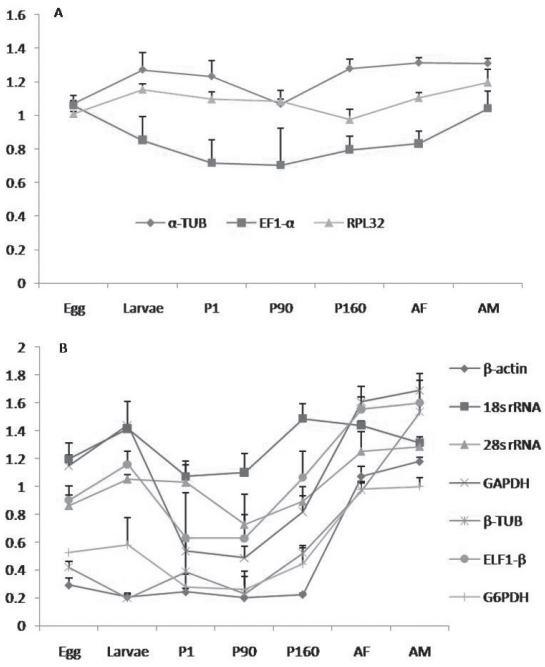 A
1.6
1.4
1.2
1
0.8
0.6
0.4
0.2
0
α-TUB EF1-α RPL32
Egg Larvae P1 P90 P160 AF AM
B
2
1.8
1.6
1.4
1.2
1
0.8
0.6
0.4
0.2
0
Egg Larvae P1 P90 P160 AF AM
β-actin
18s rRNA
28s rRNA
GAPDH
β-TUB
ELF1-β
G6PDH